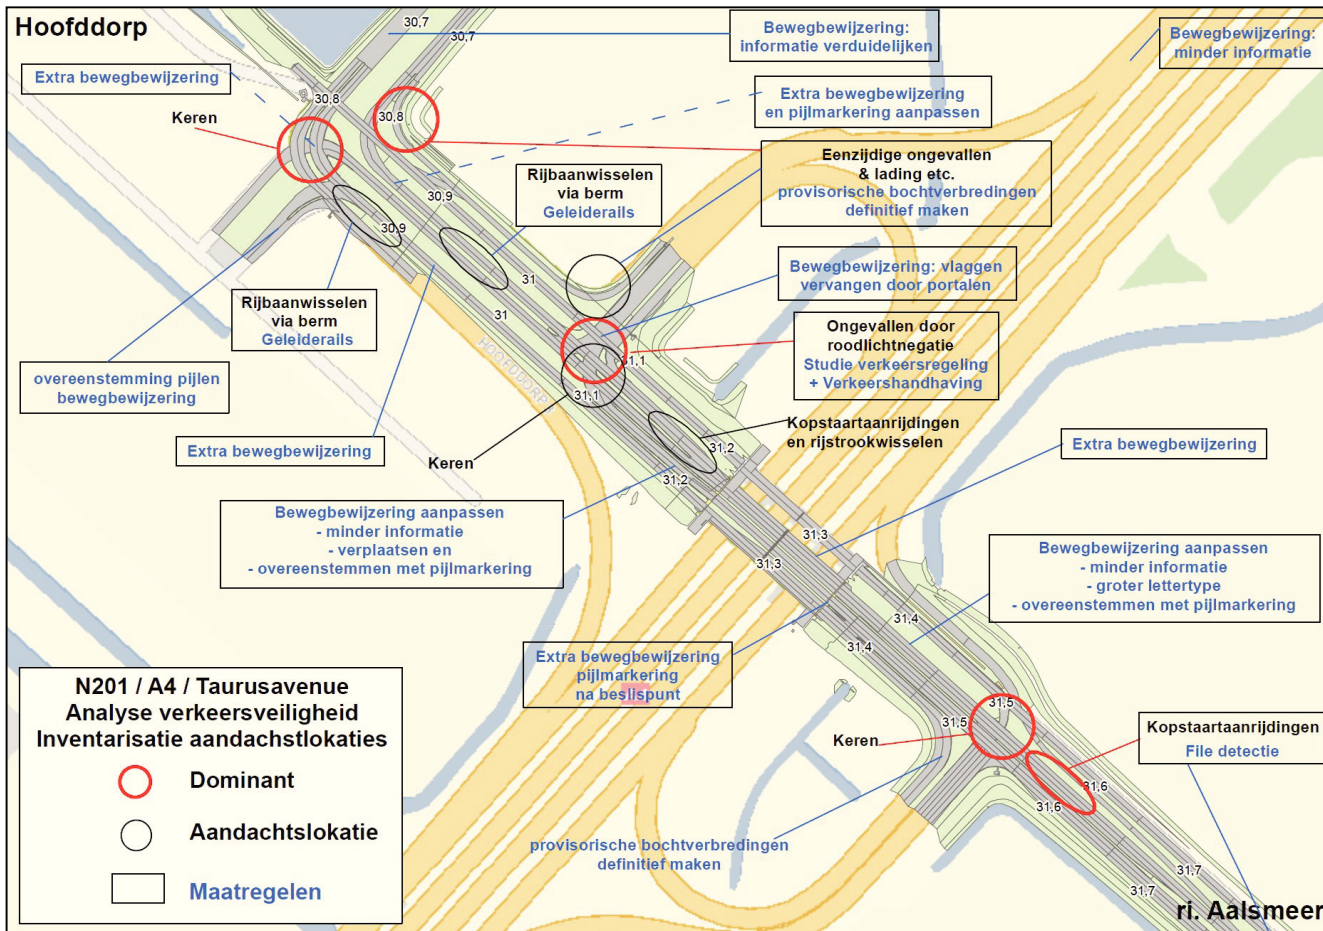 Hoofddorp
30,7
30,7
Bewegbewijzering:
informatie verduidelijken
Bewegbewijzering:
minder informatie
Extra bewegbewijzering
30,8
Keren
30,8
Extra bewegbewijzering
en pijlmarkering aanpassen
Eenzijdige ongevallen
& lading etc.
provisorische bochtverbredingen
definitief maken
Rijbaanwisselen
via berm
Geleiderails
30,9
30,9
31
31
Bewegbewijzering: vlaggen
vervangen door portalen
Rijbaanwisselen
via berm
Geleiderails
Ongevallen door
roodlichtnegatie
Studie verkeersregeling
+ Verkeershandhaving
HOOFDDORP
31,1
31,1
overeenstemming pijlen
bewegbewijzering
Extra bewegbewijzering
Keren
Kopstaartaanrijdingen
en rijstrookwisselen
31,2
31,2
Extra bewegbewijzering
Bewegbewijzering aanpassen
- minder informatie
- verplaatsen en
- overeenstemmen met pijlmarkering
31,3
31,3
Bewegbewijzering aanpassen
- minder informatie
- groter lettertype
- overeenstemmen met pijlmarkering
31,4
31,4
Extra bewegbewijzering
pijlmarkering
na beslispunt
N201 / A4 / Taurusavenue
Analyse verkeersveiligheid
Inventarisatie aandachstlokaties
Dominant
Aandachtslokatie
Maatregelen
31,5
31,5
Keren
Kopstaartaanrijdingen
File detectie
31,6
31,6
provisorische bochtverbredingen
definitief maken
31,7
31,7
ri. Aalsmeer